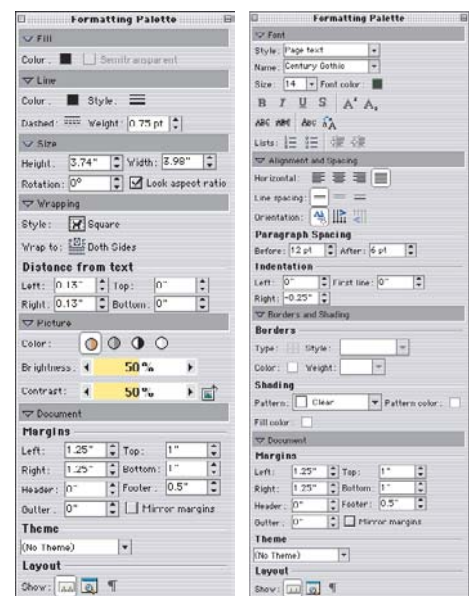 Formatting Palette
Fill
Color: Semitransparent
Line
Color: Style:
Dashed: Weight: 0.75 pt
Size
Height: 3.74" Width: 3.98"
Rotation: 0° Lock aspect ratio
Wrapping
Style: Square
Wrap to: Both Sides
Distance from text
Left: 0.13" Top: 0"
Right: 0.13" Bottom: 0"
Picture
Color:
Brightness: 50 %
Contrast: 50 %
Document
Margins
Left: 1.25" Top: 1"
Right: 1.25" Bottom: 1"
Header: 0" Footer: 0.5"
Gutter: 0" Mirror margins
Theme
(No Theme)
Layout
Show: ¶
Formatting Palette
Font
Style: Page text
Name: Century Gothic
Size: 14 Font color:
B I U S A A
ABC ABC Abc A
Lists:
Alignment and Spacing
Horizontal:
Line spacing:
Orientation:
Paragraph Spacing
Before: 12 pt After: 6 pt
Indentation
Left: 0" First line: 0"
Right: -0.25"
Borders and Shading
Borders
Type: Style:
Color: Weight:
Shading
Pattern: Clear Pattern color:
Fill color:
Document
Margins
Left: 1.25" Top: 1"
Right: 1.25" Bottom: 1"
Header: 0" Footer: 0.5"
Gutter: 0" Mirror margins
Theme
(No Theme)
Layout
Show: ¶